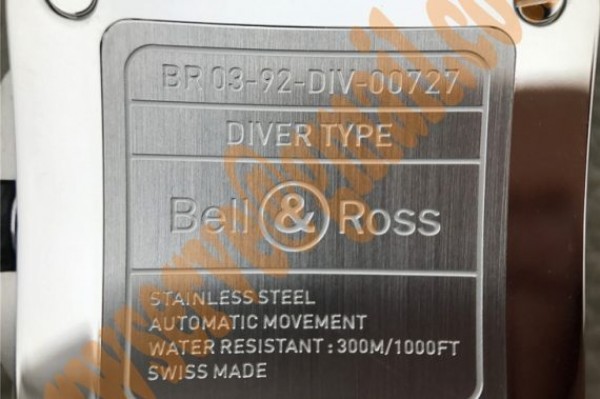 BR 03-92-DIV-00727
DIVER TYPE
Bell & Ross
STAINLESS STEEL
AUTOMATIC MOVEMENT
WATER RESISTANT : 300M/1000FT
SWISS MADE